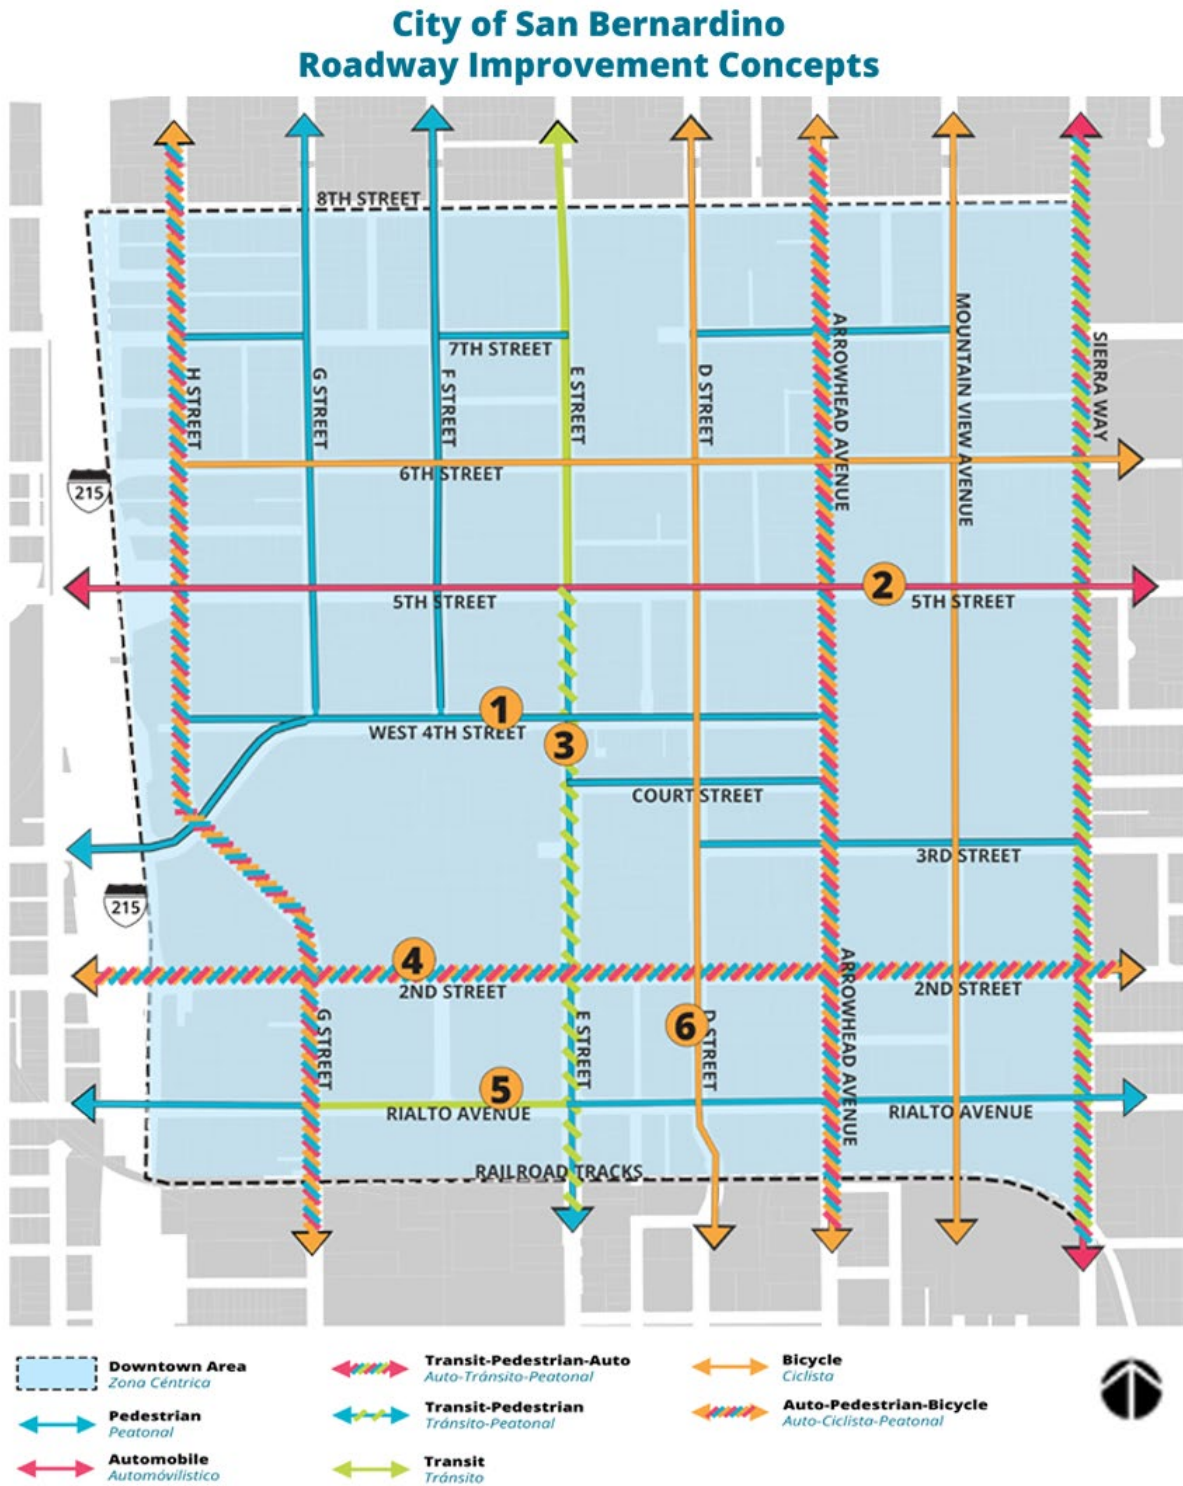 City of San Bernardino
Roadway Improvement Concepts
8TH STREET
7TH STREET
H STREET
G STREET
F STREET
E STREET
D STREET
ARROWHEAD AVENUE
MOUNTAIN VIEW AVENUE
SIERRA WAY
6TH STREET
215
2
5TH STREET
5TH STREET
1
WEST 4TH STREET
3
COURT STREET
3RD STREET
215
4
2ND STREET
2ND STREET
ARROWHEAD AVENUE
G STREET
E STREET
6
D STREET
5
RIALTO AVENUE
RIALTO AVENUE
RAILROAD TRACKS
Downtown Area
Zona Céntrica
Pedestrian
Peatonal
Automobile
Automóvilistico
Transit-Pedestrian-Auto
Auto-Tránsito-Peatonal
Transit-Pedestrian
Tránsito-Peatonal
Transit
Tránsito
Bicycle
Ciclista
Auto-Pedestrian-Bicycle
Auto-Ciclista-Peatonal